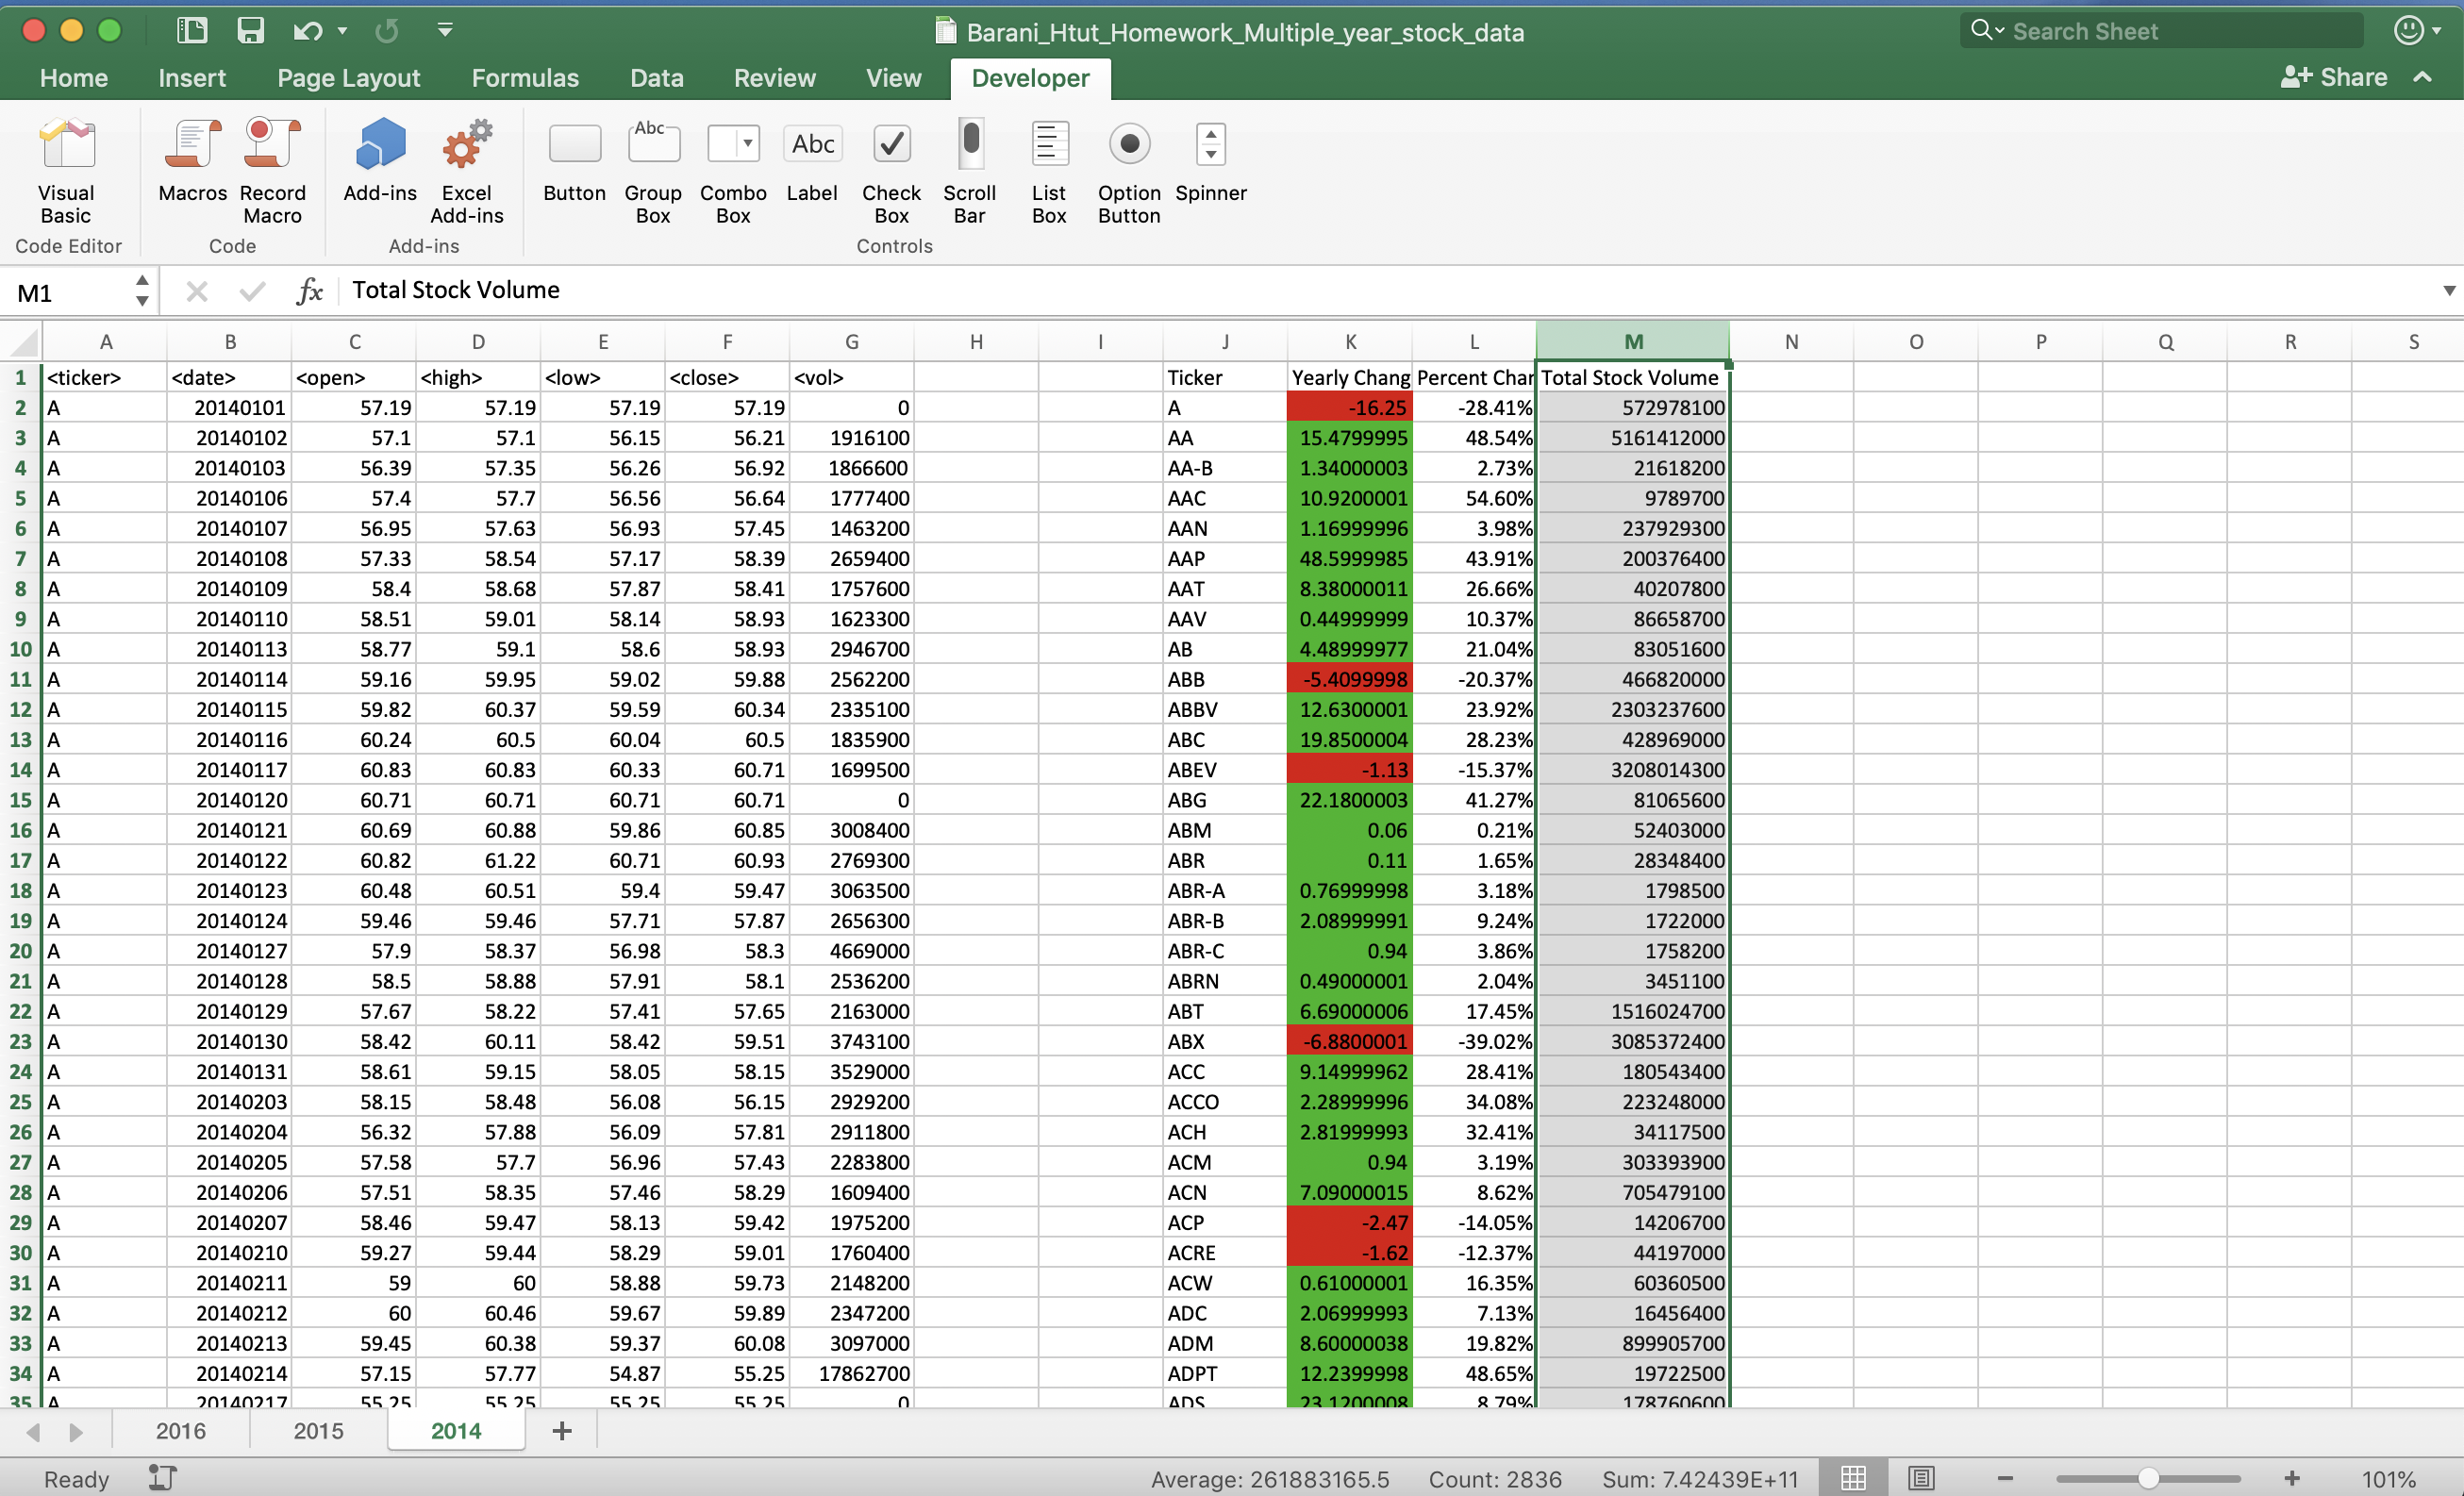 Barani_Htut_Homework_Multiple_year_stock_data
Search Sheet
Home Insert Page Layout Formulas Data Review View Developer Share
Visual Basic Macros Record Macro Add-ins Excel Add-ins Button Group Box Combo Box Label Check Box Scroll Bar List Box Option Button Spinner
Abc Abc
Code Editor Code Add-ins Controls
M1 fx Total Stock Volume
A B C D E F G H I J K L M N O P Q R S
1 <ticker> <date> <open> <high> <low> <close> <vol> Ticker Yearly Chang Percent Char Total Stock Volume
2 A 20140101 57.19 57.19 57.19 57.19 0 A -16.25 -28.41% 572978100
3 A 20140102 57.1 57.1 56.15 56.21 1916100 AA 15.4799995 48.54% 5161412000
4 A 20140103 56.39 57.35 56.26 56.92 1866600 AA-B 1.34000003 2.73% 21618200
5 A 20140106 57.4 57.7 56.56 56.64 1777400 AAC 10.9200001 54.60% 9789700
6 A 20140107 56.95 57.63 56.93 57.45 1463200 AAN 1.16999996 3.98% 237929300
7 A 20140108 57.33 58.54 57.17 58.39 2659400 AAP 48.5999985 43.91% 200376400
8 A 20140109 58.4 58.68 57.87 58.41 1757600 AAT 8.38000011 26.66% 40207800
9 A 20140110 58.51 59.01 58.14 58.93 1623300 AAV 0.44999999 10.37% 86658700
10 A 20140113 58.77 59.1 58.6 58.93 2946700 AB 4.48999977 21.04% 83051600
11 A 20140114 59.16 59.95 59.02 59.88 2562200 ABB -5.4099998 -20.37% 466820000
12 A 20140115 59.82 60.37 59.59 60.34 2335100 ABBV 12.6300001 23.92% 2303237600
13 A 20140116 60.24 60.5 60.04 60.5 1835900 ABC 19.8500004 28.23% 428969000
14 A 20140117 60.83 60.83 60.33 60.71 1699500 ABEV -1.13 -15.37% 3208014300
15 A 20140120 60.71 60.71 60.71 60.71 0 ABG 22.1800003 41.27% 81065600
16 A 20140121 60.69 60.88 59.86 60.85 3008400 ABM 0.06 0.21% 52403000
17 A 20140122 60.82 61.22 60.71 60.93 2769300 ABR 0.11 1.65% 28348400
18 A 20140123 60.48 60.51 59.4 59.47 3063500 ABR-A 0.76999998 3.18% 1798500
19 A 20140124 59.46 59.46 57.71 57.87 2656300 ABR-B 2.08999991 9.24% 1722000
20 A 20140127 57.9 58.37 56.98 58.3 4669000 ABR-C 0.94 3.86% 1758200
21 A 20140128 58.5 58.88 57.91 58.1 2536200 ABRN 0.49000001 2.04% 3451100
22 A 20140129 57.67 58.22 57.41 57.65 2163000 ABT 6.69000006 17.45% 1516024700
23 A 20140130 58.42 60.11 58.42 59.51 3743100 ABX -6.8800001 -39.02% 3085372400
24 A 20140131 58.61 59.15 58.05 58.15 3529000 ACC 9.14999962 28.41% 180543400
25 A 20140203 58.15 58.48 56.08 56.15 2929200 ACCO 2.28999996 34.08% 223248000
26 A 20140204 56.32 57.88 56.09 57.81 2911800 ACH 2.81999993 32.41% 34117500
27 A 20140205 57.58 57.7 56.96 57.43 2283800 ACM 0.94 3.19% 303393900
28 A 20140206 57.51 58.35 57.46 58.29 1609400 ACN 7.09000015 8.62% 705479100
29 A 20140207 58.46 59.47 58.13 59.42 1975200 ACP -2.47 -14.05% 14206700
30 A 20140210 59.27 59.44 58.29 59.01 1760400 ACRE -1.62 -12.37% 44197000
31 A 20140211 59 60 58.88 59.73 2148200 ACW 0.61000001 16.35% 60360500
32 A 20140212 60 60.46 59.67 59.89 2347200 ADC 2.06999993 7.13% 16456400
33 A 20140213 59.45 60.38 59.37 60.08 3097000 ADM 8.60000038 19.82% 899905700
34 A 20140214 57.15 57.77 54.87 55.25 17862700 ADPT 12.2399998 48.65% 19722500
35 A 20140217 55.25 55.25 55.25 55.25 0 ADS 23.1200008 8.79% 178760600
2016 2015 2014 +
Ready Average: 261883165.5 Count: 2836 Sum: 7.42439E+11 101%